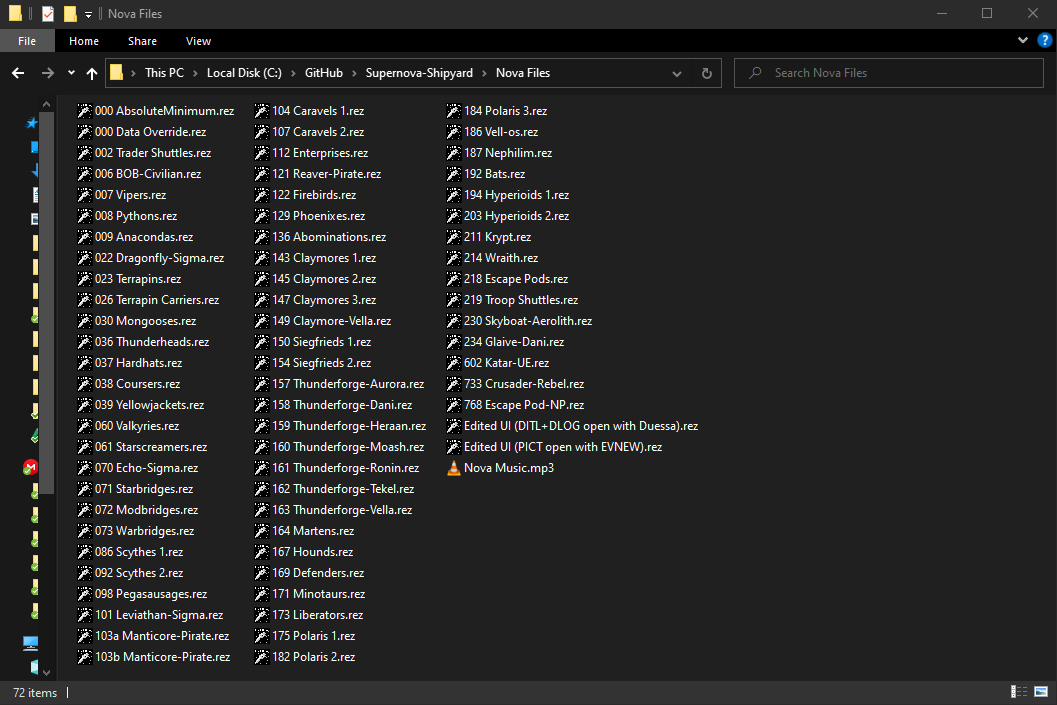 Nova Files
File Home Share View
This PC Local Disk (C:) GitHub Supernova-Shipyard Nova Files
Search Nova Files
000 AbsoluteMinimum.rez
000 Data Override.rez
002 Trader Shuttles.rez
006 BOB-Civilian.rez
007 Vipers.rez
008 Pythons.rez
009 Anacondas.rez
022 Dragonfly-Sigma.rez
023 Terrapins.rez
026 Terrapin Carriers.rez
030 Mongooses.rez
036 Thunderheads.rez
037 Hardhats.rez
038 Coursers.rez
039 Yellowjackets.rez
060 Valkyries.rez
061 Starscreamers.rez
070 Echo-Sigma.rez
071 Starbridges.rez
072 Modbridges.rez
073 Warbridges.rez
086 Scythes 1.rez
092 Scythes 2.rez
098 Pegasausages.rez
101 Leviathan-Sigma.rez
103a Manticore-Pirate.rez
103b Manticore-Pirate.rez
104 Caravels 1.rez
107 Caravels 2.rez
112 Enterprises.rez
121 Reaver-Pirate.rez
122 Firebirds.rez
129 Phoenixes.rez
136 Abominations.rez
143 Claymores 1.rez
145 Claymores 2.rez
147 Claymores 3.rez
149 Claymore-Vella.rez
150 Siegfrieds 1.rez
154 Siegfrieds 2.rez
157 Thunderforge-Aurora.rez
158 Thunderforge-Dani.rez
159 Thunderforge-Heraan.rez
160 Thunderforge-Moash.rez
161 Thunderforge-Ronin.rez
162 Thunderforge-Tekel.rez
163 Thunderforge-Vella.rez
164 Martens.rez
167 Hounds.rez
169 Defenders.rez
171 Minotaurs.rez
173 Liberators.rez
175 Polaris 1.rez
182 Polaris 2.rez
184 Polaris 3.rez
186 Vell-os.rez
187 Nephilim.rez
192 Bats.rez
194 Hyperioids 1.rez
203 Hyperioids 2.rez
211 Krypt.rez
214 Wraith.rez
218 Escape Pods.rez
219 Troop Shuttles.rez
230 Skyboat-Aerolith.rez
234 Glaive-Dani.rez
602 Katar-UE.rez
733 Crusader-Rebel.rez
768 Escape Pod-NP.rez
Edited UI (DITL+DLOG open with Duessa).rez
Edited UI (PICT open with EVNEW).rez
Nova Music.mp3
72 items